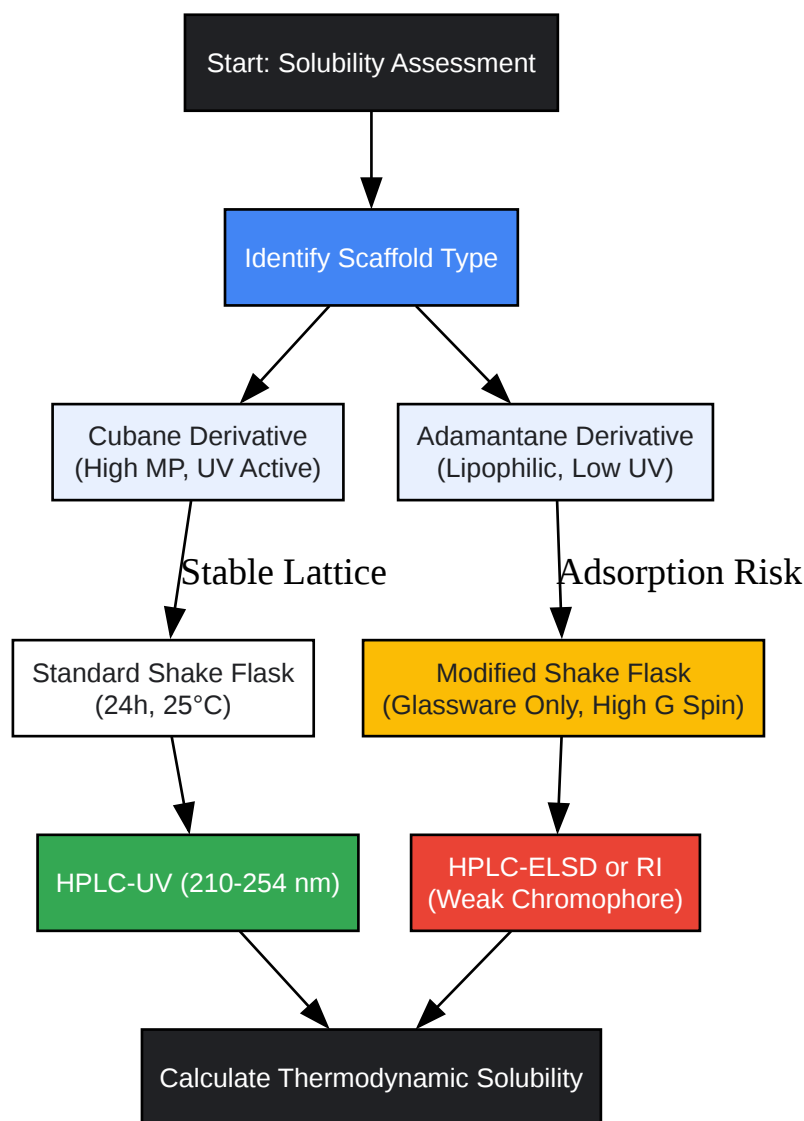 Start: Solubility Assessment
Identify Scaffold Type
Cubane Derivative
(High MP, UV Active)
Adamantane Derivative
(Lipophilic, Low UV)
Stable Lattice
Adsorption Risk
Standard Shake Flask
(24h, 25°C)
Modified Shake Flask
(Glassware Only, High G Spin)
HPLC-UV (210-254 nm)
HPLC-ELSD or RI
(Weak Chromophore)
Calculate Thermodynamic Solubility